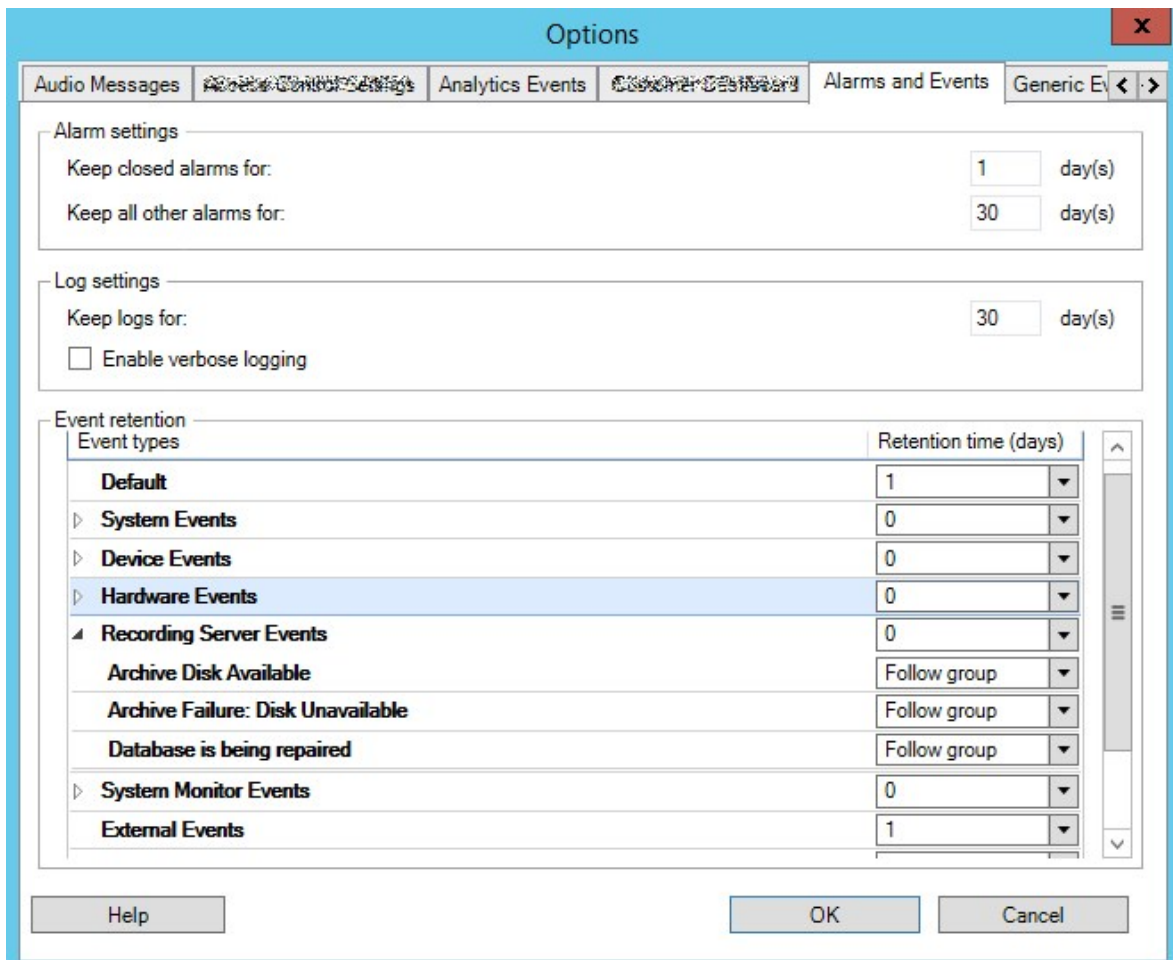 Options
x
Audio Messages Analytics Events Alarms and Events Generic Ev
Alarm settings
Keep closed alarms for: 1 day(s)
Keep all other alarms for: 30 day(s)
Log settings
Keep logs for: 30 day(s)
Enable verbose logging
Event retention
Event types Retention time (days)
Default 1
System Events 0
Device Events 0
Hardware Events 0
Recording Server Events 0
Archive Disk Available Follow group
Archive Failure: Disk Unavailable Follow group
Database is being repaired Follow group
System Monitor Events 0
External Events 1
Help OK Cancel